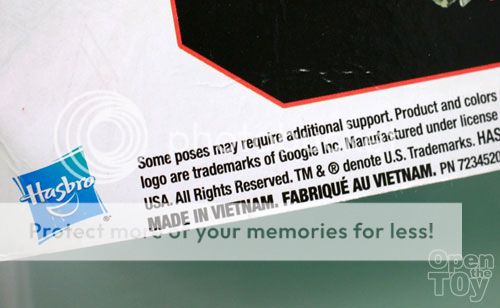 Some poses may require additional support. Product and colors
logo are trademarks of Google Inc. Manufactured under license
USA. All Rights Reserved. TM & ® denote U.S. Trademarks. HAS
MADE IN VIETNAM. FABRIQUÉ AU VIETNAM. PN 7234520
Hasbro
®
Protect more of your memories for less!
Open
the
Toy